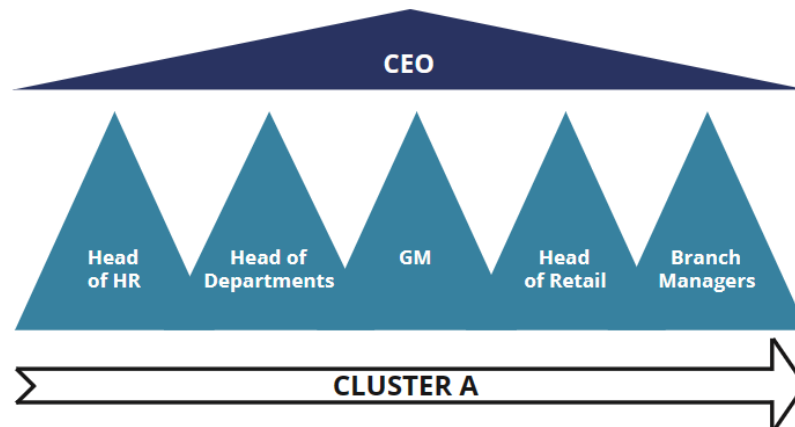 CEO
Head
of HR
Head of
Departments
GM
Head
of Retail
Branch
Managers
CLUSTER A